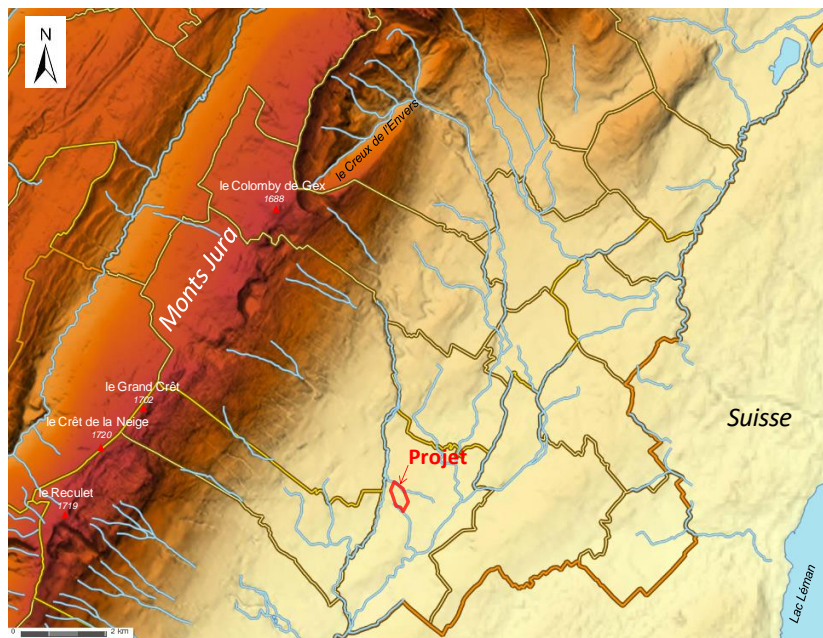 N
le Creux de l'Envers
le Colomby de Gex
1688
Monts Jura
le Grand Crêt
1702
le Crêt de la Neige
1720
Suisse
Projet
le Reculet
1719
Lac Léman
0 2 km